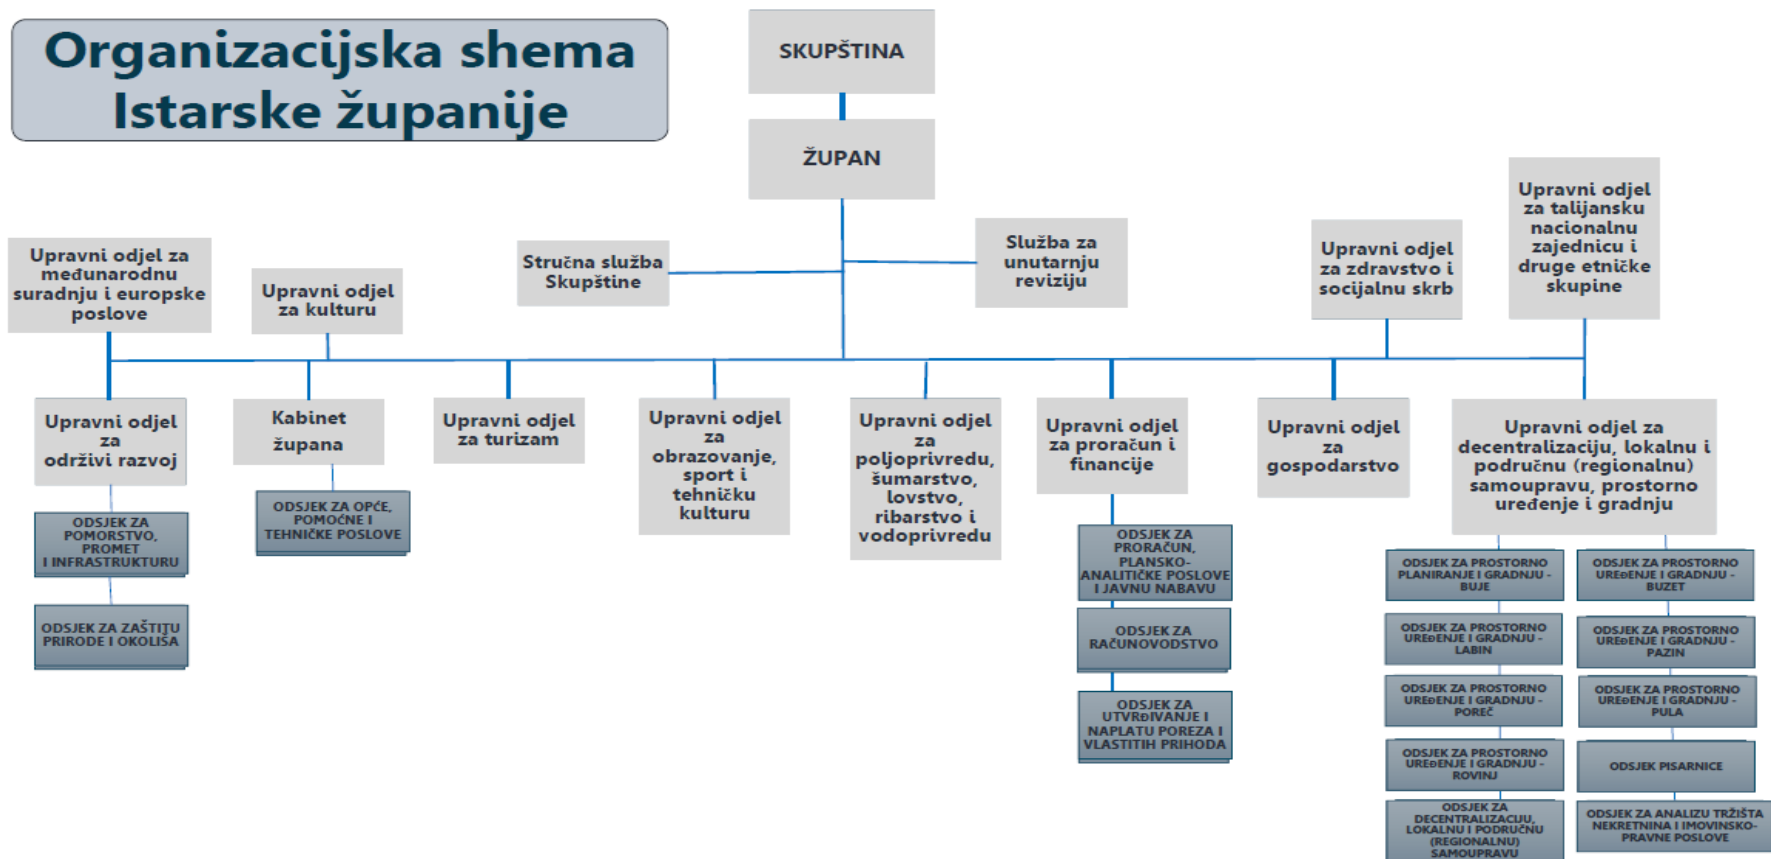 Organizacijska shema
Istarske županije
SKUPŠTINA
ŽUPAN
Stručna služba
Skupštine
Služba za
unutarnju
reviziju
Upravni odjel za
međunarodnu
suradnju i europske
poslove
Upravni odjel
za kulturu
Upravni odjel
za zdravstvo i
socijalnu skrb
Upravni odjel
za talijansku
nacionalnu
zajednicu i
druge etničke
skupine
Upravni odjel
za
održivi razvoj
ODSJEK ZA
POMORSTVO,
PROMET
I INFRASTRUKTURU
ODSJEK ZA ZAŠTITU
PRIRODE I OKOLIŠA
Kabinet
župana
ODSJEK ZA OPĆE,
POMOĆNE I
TEHNIČKE POSLOVE
Upravni odjel
za turizam
Upravni odjel
za
obrazovanje,
sport i
tehničku
kulturu
Upravni odjel
za
poljoprivredu,
šumarstvo,
lovstvo,
ribarstvo i
vodoprivredu
Upravni odjel
za proračun i
financije
ODSJEK ZA
PRORAČUN,
PLANSKO-
ANALITIČKE POSLOVE
I JAVNU NABAVU
ODSJEK ZA
RAČUNOVODSTVO
ODSJEK ZA
UTVRĐIVANJE I
NAPLATU POREZA I
VLASTITIH PRIHODA
Upravni odjel
za
gospodarstvo
Upravni odjel za
decentralizaciju, lokalnu i
područnu (regionalnu)
samoupravu, prostorno
uređenje i gradnju
ODSJEK ZA PROSTORNO
PLANIRANJE I GRADNJU -
BUJE
ODSJEK ZA PROSTORNO
UREĐENJE I GRADNJU -
LABIN
ODSJEK ZA PROSTORNO
UREĐENJE I GRADNJU -
POREČ
ODSJEK ZA PROSTORNO
UREĐENJE I GRADNJU -
ROVINJ
ODSJEK ZA
DECENTRALIZACIJU,
LOKALNU I PODRUČNU
(REGIONALNU)
SAMOUPRAVU
ODSJEK ZA PROSTORNO
UREĐENJE I GRADNJU -
BUZET
ODSJEK ZA PROSTORNO
UREĐENJE I GRADNJU -
PAZIN
ODSJEK ZA PROSTORNO
UREĐENJE I GRADNJU -
PULA
ODSJEK PISARNICE
ODSJEK ZA ANALIZU TRŽIŠTA
NEKRETNINA I IMOVINSKO-
PRAVNE POSLOVE